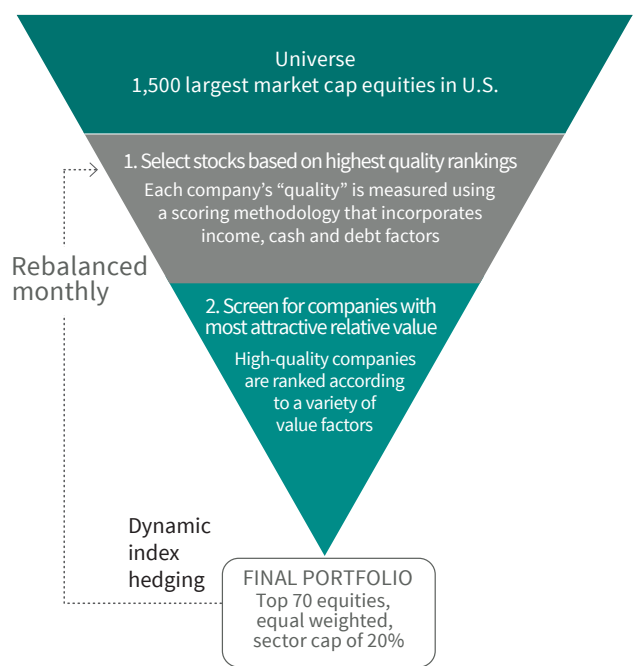 Universe
1,500 largest market cap equities in U.S.
1. Select stocks based on highest quality rankings
Each company’s “quality” is measured using
a scoring methodology that incorporates
income, cash and debt factors
Rebalanced
monthly
2. Screen for companies with
most attractive relative value
High-quality companies
are ranked according
to a variety of
value factors
Dynamic
index
hedging
FINAL PORTFOLIO
Top 70 equities,
equal weighted,
sector cap of 20%